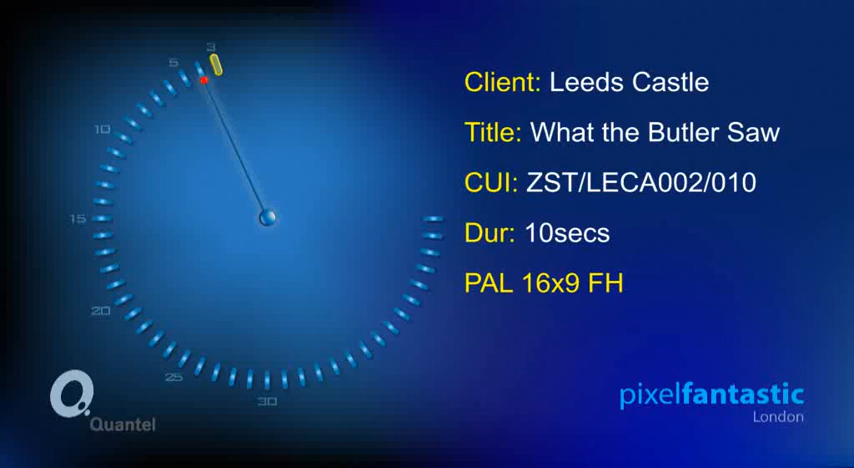 3
5
10
15
20
25
30
Client: Leeds Castle
Title: What the Butler Saw
CUI: ZST/LECA002/010
Dur: 10secs
PAL 16x9 FH
Quantel
pixelfantastic
London